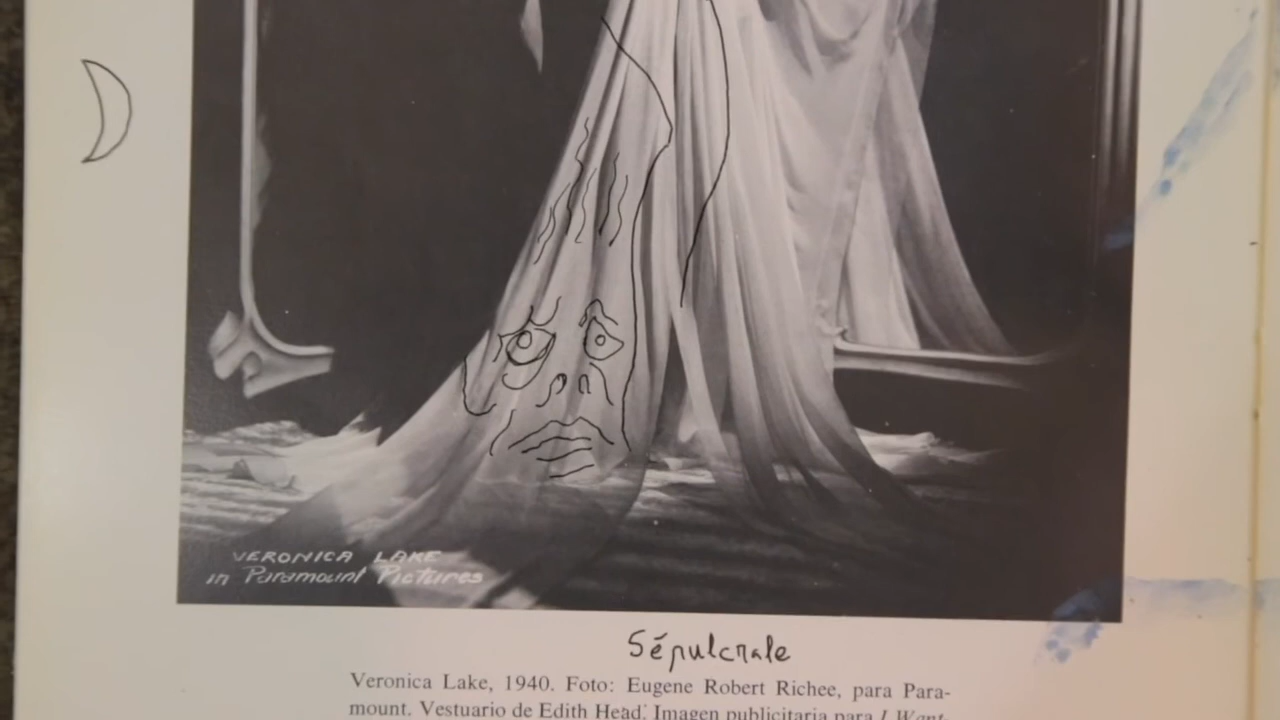 VERONICA LAKE
in Paramount Pictures
Sépulcrale
Veronica Lake, 1940. Foto: Eugene Robert Richee, para Para-
mount. Vestuario de Edith Head. Imagen publicitaria para I Want-